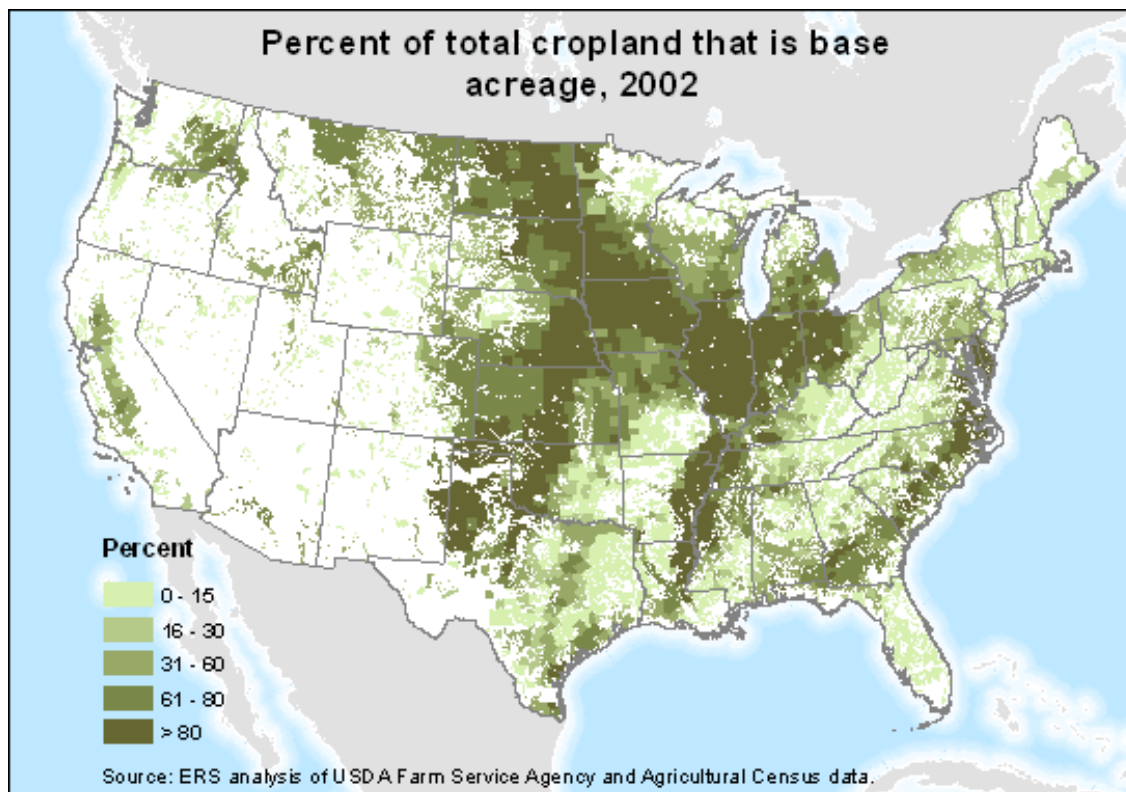 Percent of total cropland that is base
acreage, 2002
Percent
0 - 15
16 - 30
31 - 60
61 - 80
> 80
Source: ERS analysis of USDA Farm Service Agency and Agricultural Census data.